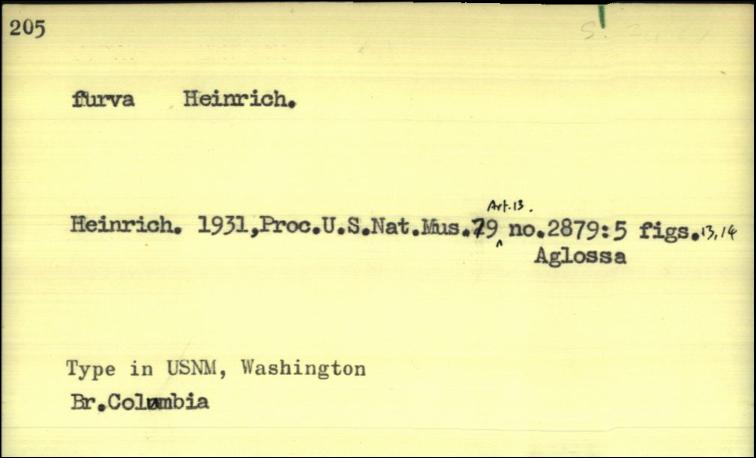 205
furva Heinrich.
Art.13.
Heinrich. 1931,Proc.U.S.Nat.Mus.79 ^ no.2879:5 figs.13,14
Aglossa
Type in USNM, Washington
Br.Columbia